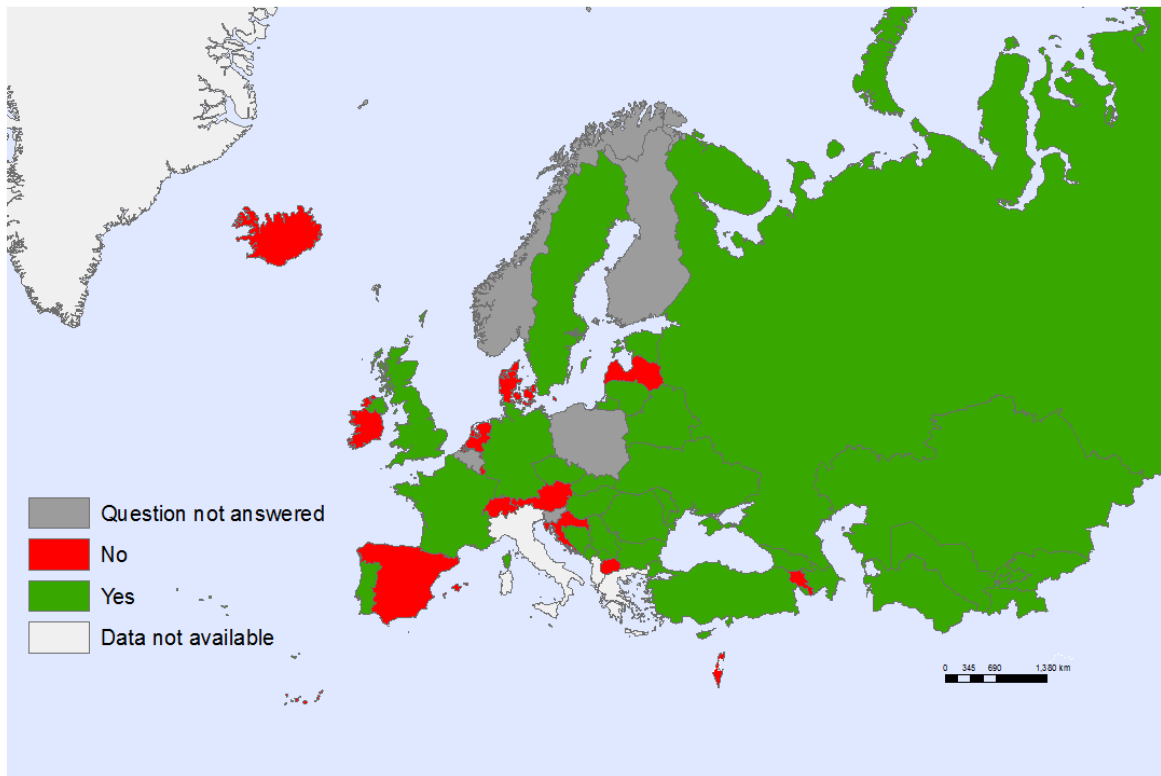 Question not answered
No
Yes
Data not available
0 345 690 1,380 km